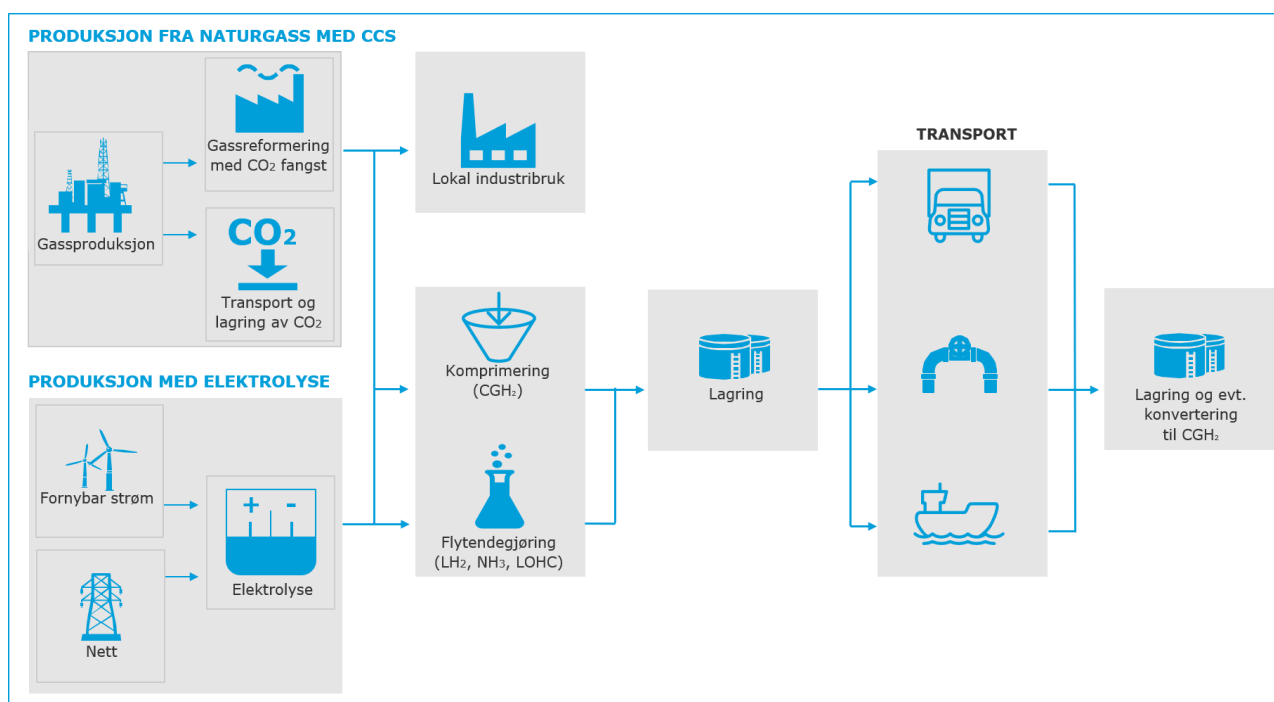 PRODUKSJON FRA NATURGASS MED CCS
Gassproduksjon
Gassreformering
med CO₂ fangst
CO₂
Transport og
lagring av CO₂
PRODUKSJON MED ELEKTROLYSE
Fornybar strøm
Nett
+ -
Elektrolyse
Lokal industribruk
Komprimering
(CGH₂)
Flytendegjøring
(LH₂, NH₃, LOHC)
Lagring
TRANSPORT
Lagring og evt.
konvertering
til CGH₂